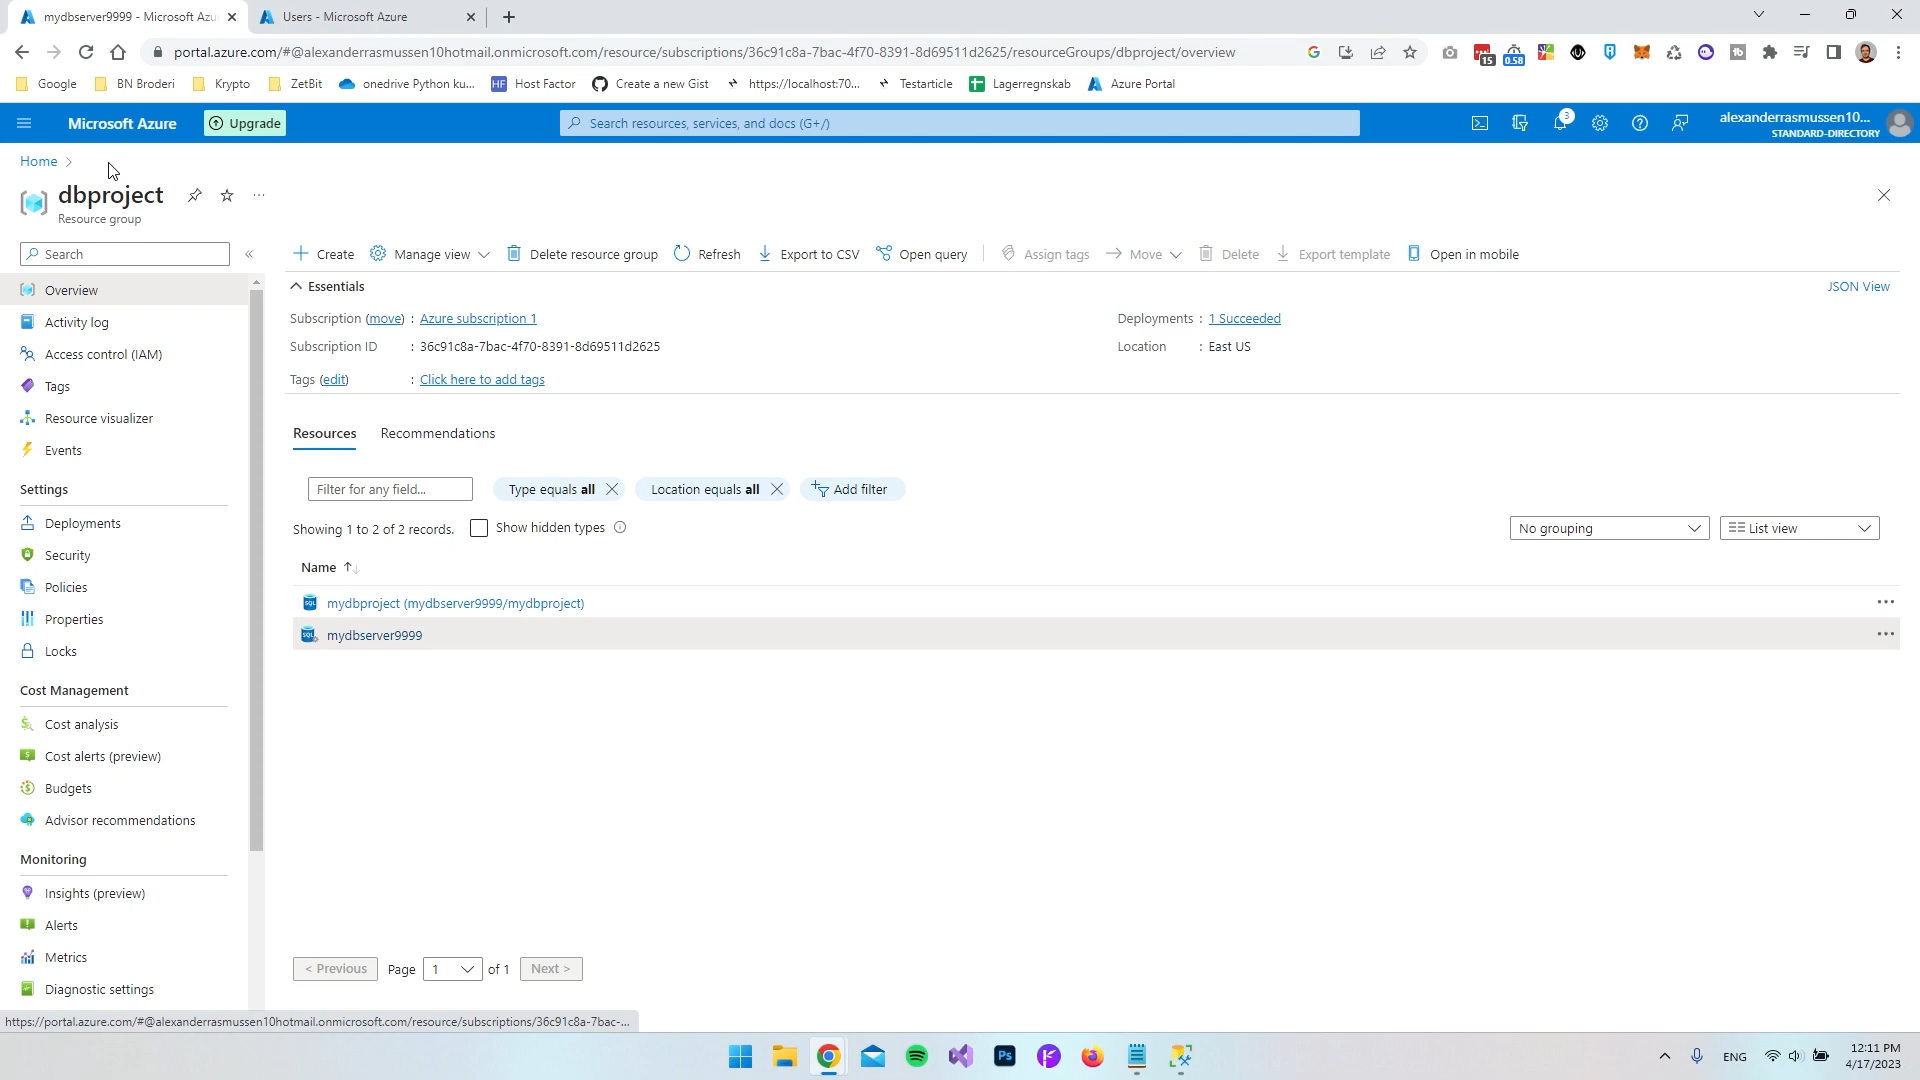 mydbserver9999 - Microsoft Azu
Users - Microsoft Azure
portal.azure.com/#@alexanderrasmussen10hotmail.onmicrosoft.com/resource/subscriptions/36c91c8a-7bac-4f70-8391-8d69511d2625/resourceGroups/dbproject/overview
15
0.58
Google
BN Broderi
Krypto
ZetBit
onedrive Python ku...
HF
Host Factor
Create a new Gist
https://localhost:70...
Testarticle
Lagerregnskab
Azure Portal
Microsoft Azure
Upgrade
Search resources, services, and docs (G+/)
3
alexanderrasmussen10...
STANDARD-DIRECTORY
Home
dbproject
Resource group
Search
Create
Manage view
Delete resource group
Refresh
Export to CSV
Open query
Assign tags
Move
Delete
Export template
Open in mobile
Overview
Activity log
Access control (IAM)
Tags
Resource visualizer
Events
Settings
Deployments
Security
Policies
Properties
Locks
Cost Management
Cost analysis
Cost alerts (preview)
Budgets
Advisor recommendations
Monitoring
Insights (preview)
Alerts
Metrics
Diagnostic settings
Essentials
JSON View
Subscription (move) : Azure subscription 1
Deployments : 1 Succeeded
Subscription ID : 36c91c8a-7bac-4f70-8391-8d69511d2625
Location : East US
Tags (edit) : Click here to add tags
Resources
Recommendations
Filter for any field...
Type equals all
Location equals all
Add filter
Showing 1 to 2 of 2 records.
Show hidden types
No grouping
List view
Name
SQL
mydbproject (mydbserver9999/mydbproject)
SQL
mydbserver9999
< Previous
Page
1
of 1
Next >
https://portal.azure.com/#@alexanderrasmussen10hotmail.onmicrosoft.com/resource/subscriptions/36c91c8a-7bac-...
Ps
ENG
12:11 PM
4/17/2023